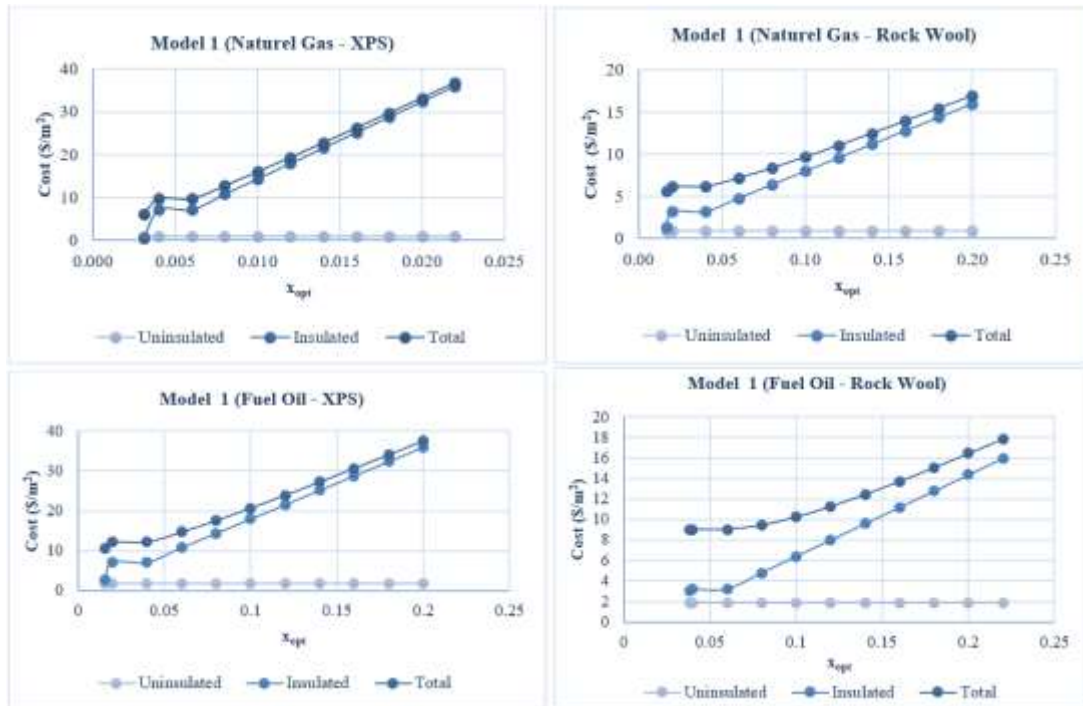 Model 1 (Naturel Gas - XPS)
Cost ($/m²)
40
30
20
10
0
0.000 0.005 0.010 0.015 0.020 0.025
xopt
Uninsulated Insulated Total
Model 1 (Naturel Gas - Rock Wool)
Cost ($/m²)
20
15
10
5
0
0.00 0.05 0.10 0.15 0.20 0.25
xopt
Uninsulated Insulated Total
Model 1 (Fuel Oil - XPS)
Cost ($/m²)
40
30
20
10
0
0 0.05 0.1 0.15 0.2 0.25
xopt
Uninsulated Insulated Total
Model 1 (Fuel Oil - Rock Wool)
Cost ($/m²)
20
18
16
14
12
10
8
6
4
2
0
0 0.05 0.1 0.15 0.2 0.25
xopt
Uninsulated Insulated Total